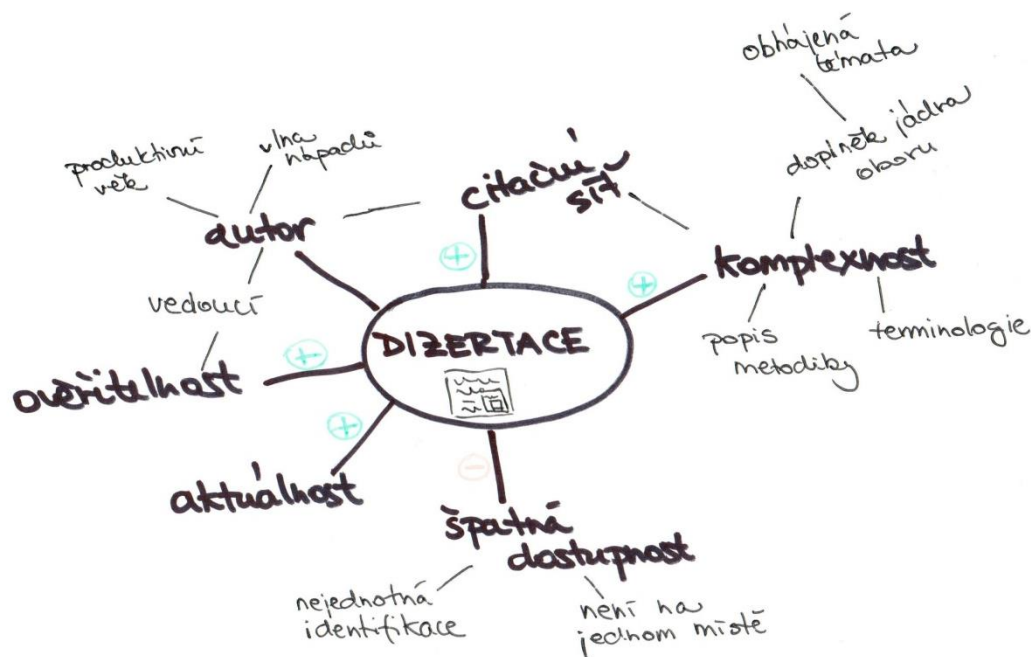 obhájená
témata
vlna
nápadů
produktivní
věk
doplněk jádra
oboru
citační
síť
autor
komplexnost
vedoucí
terminologie
popis
metodiky
DIZERTACE
ověřitelnost
aktuálnost
špatná
dostupnost
nejednotná
identifikace
není na
jednom místě